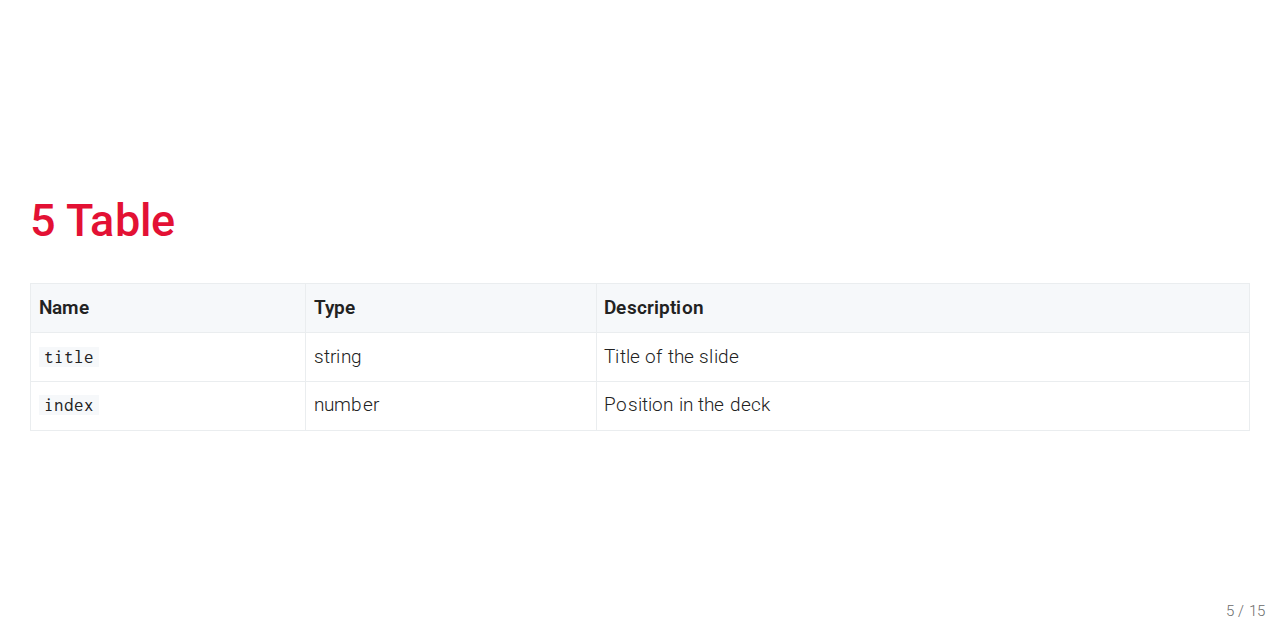 5 Table
Name Type Description
title string Title of the slide
index number Position in the deck
5 / 15